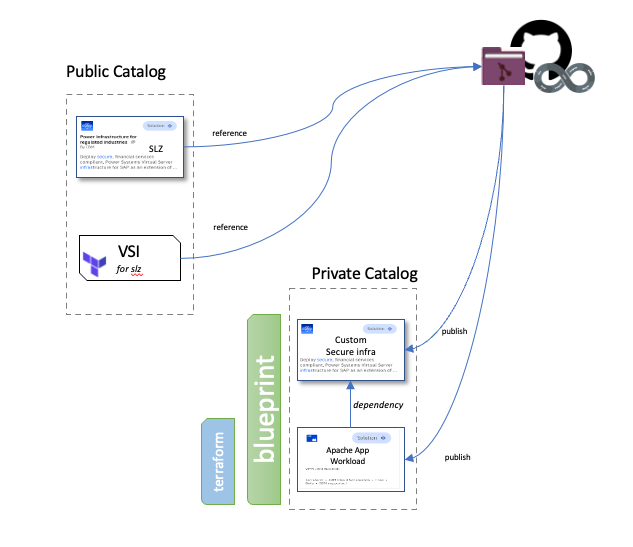 Public Catalog
Solution
Power infrastructure for
regulated industries
By IBM
SLZ
Deploy secure, financial services
compliant, Power Systems Virtual Server
infrastructure for SAP as an extension of...
reference
reference
VSI
for slz
Private Catalog
Solution
Custom
Secure infra
Deploy secure, financial services
compliant, Power Systems Virtual Server
infrastructure for SAP as an extension of...
publish
dependency
Solution
Apache App
Workload
publish
blueprint
terraform